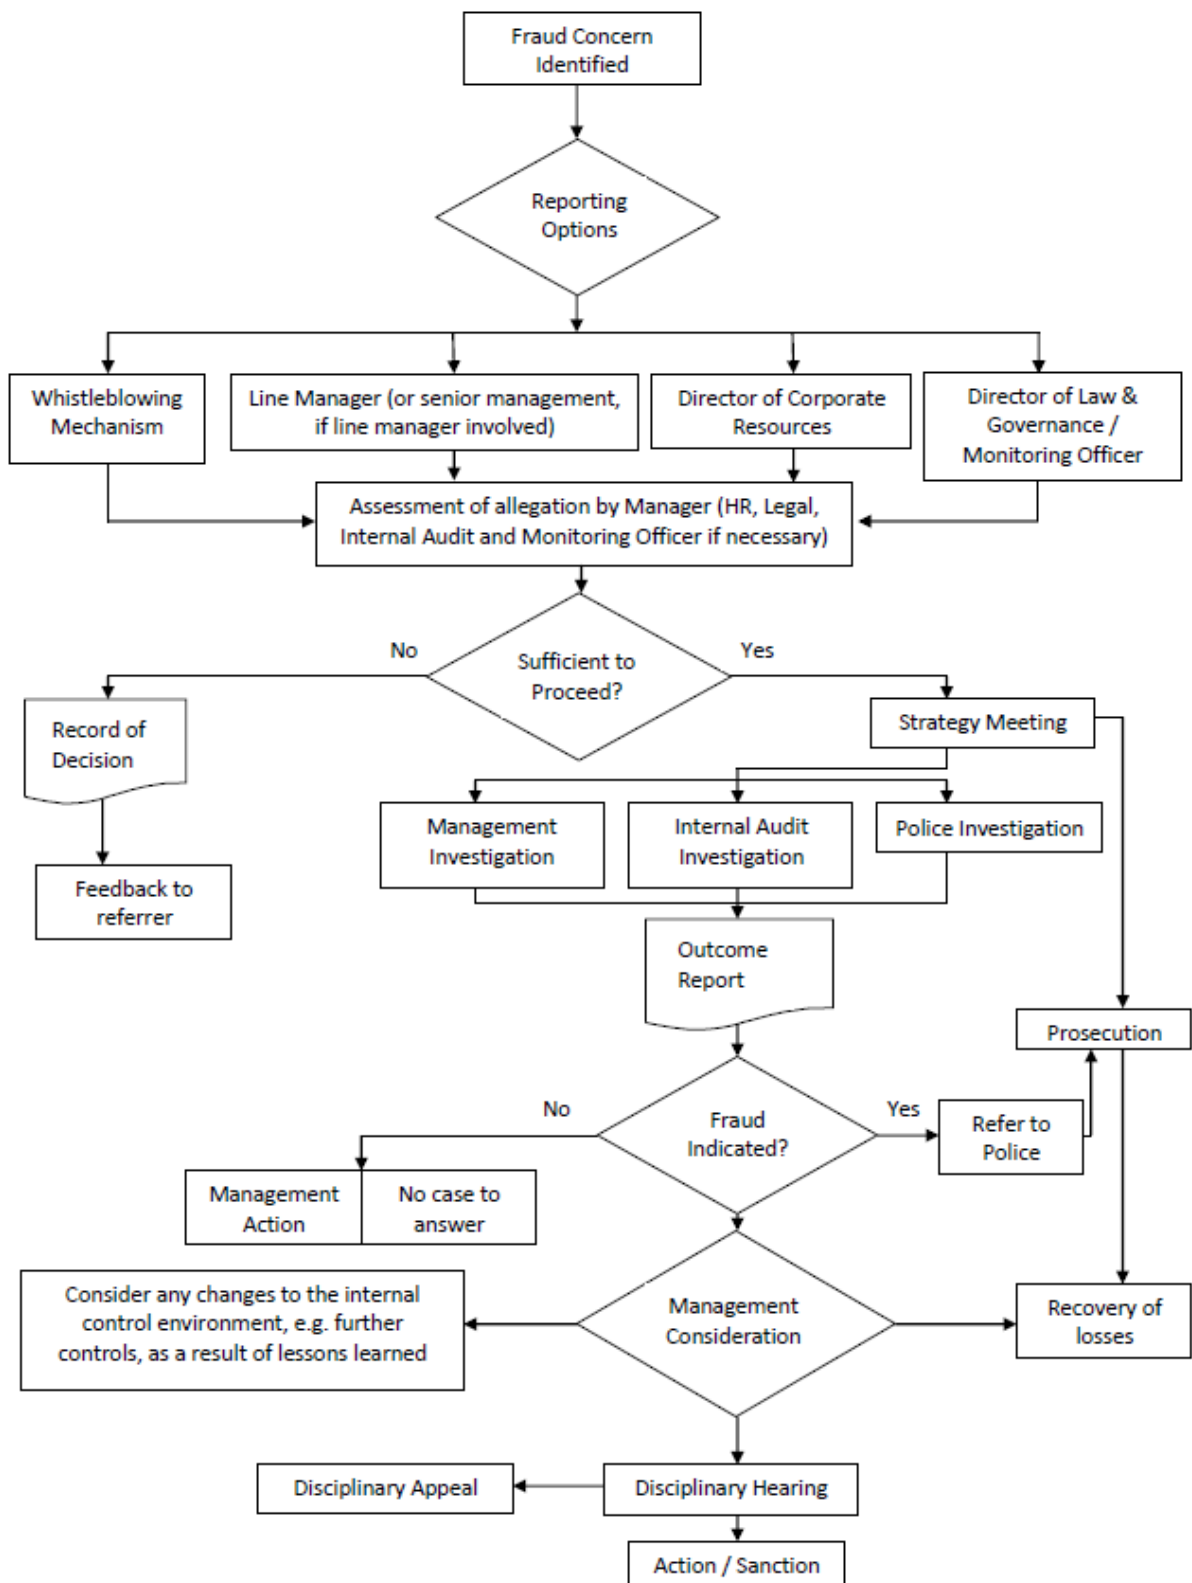 Fraud Concern
Identified
Reporting
Options
Whistleblowing
Mechanism
Line Manager (or senior management,
if line manager involved)
Director of Corporate
Resources
Director of Law &
Governance /
Monitoring Officer
Assessment of allegation by Manager (HR, Legal,
Internal Audit and Monitoring Officer if necessary)
No
Sufficient to
Proceed?
Yes
Record of
Decision
Strategy Meeting
Management
Investigation
Internal Audit
Investigation
Police Investigation
Feedback to
referrer
Outcome
Report
Prosecution
No
Fraud
Indicated?
Yes
Refer to
Police
Management
Action
No case to
answer
Consider any changes to the internal
control environment, e.g. further
controls, as a result of lessons learned
Management
Consideration
Recovery of
losses
Disciplinary Appeal
Disciplinary Hearing
Action / Sanction